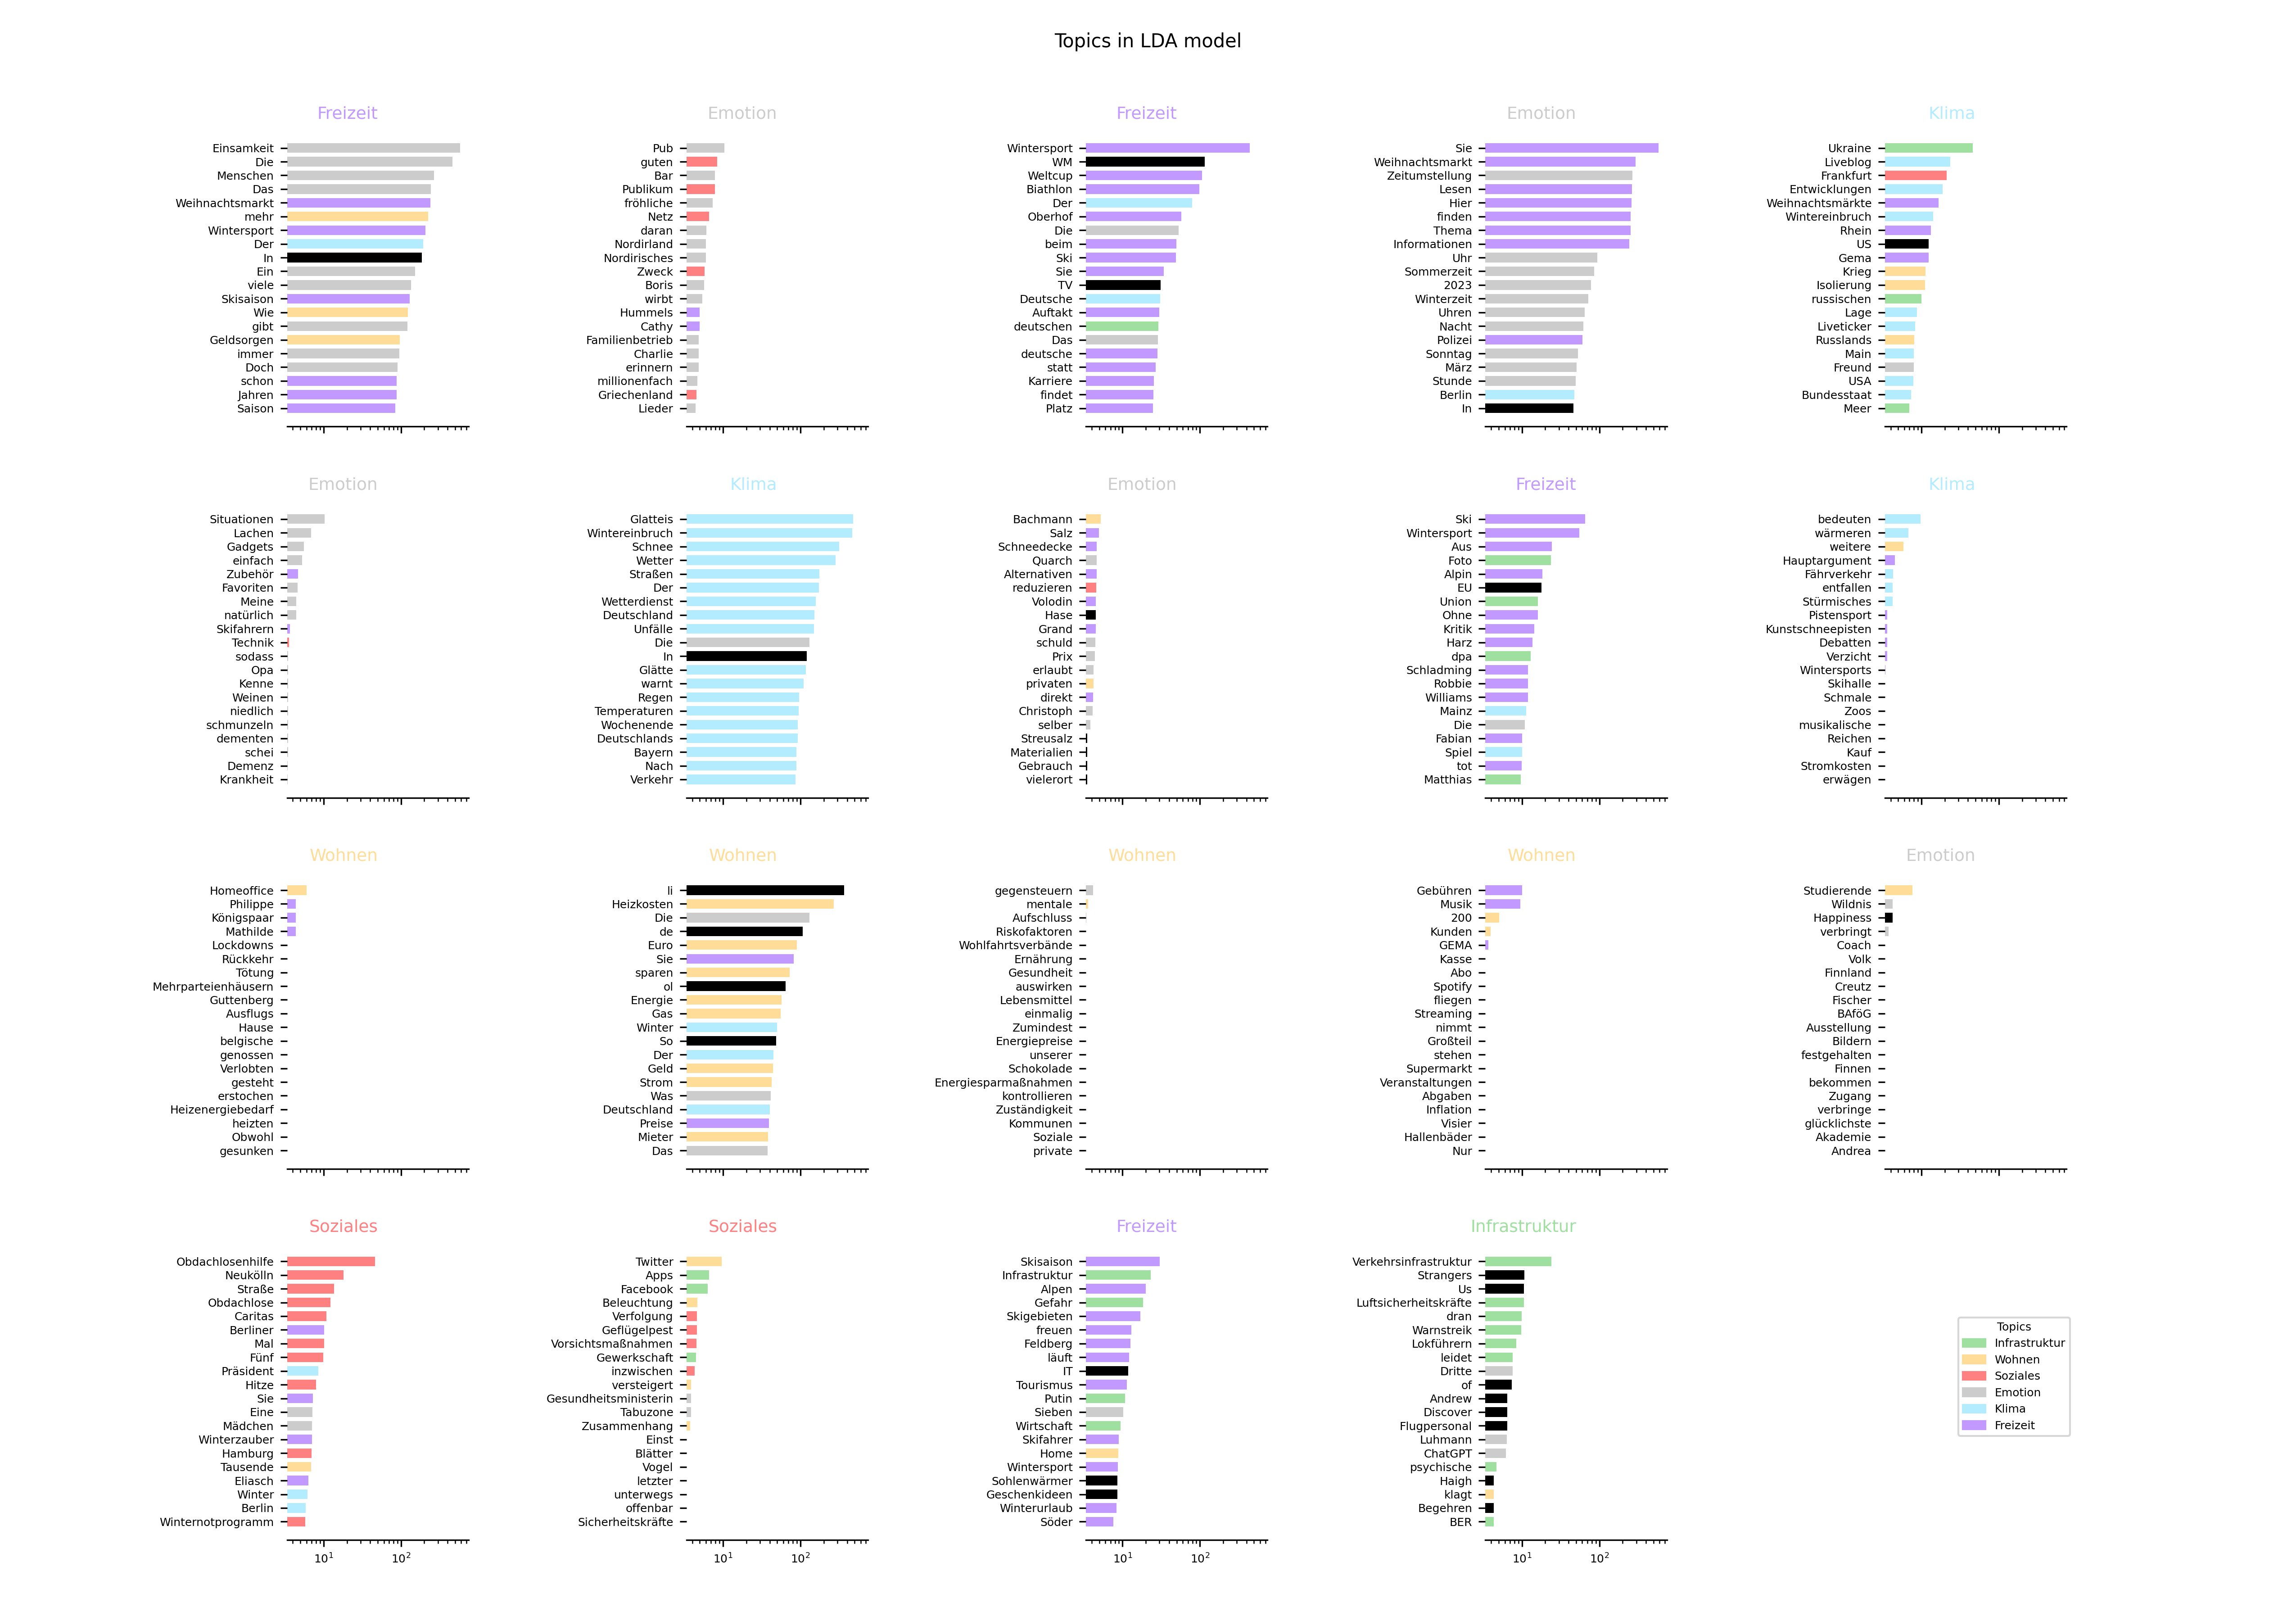 Topics in LDA model
Freizeit
Einsamkeit
Die
Menschen
Das
Weihnachtsmarkt
mehr
Wintersport
Der
In
Ein
viele
Skisaison
Wie
gibt
Geldsorgen
immer
Doch
schon
Jahren
Saison
Emotion
Pub
guten
Bar
Publikum
fröhliche
Netz
daran
Nordirland
Nordirisches
Zweck
Boris
wirbt
Hummels
Cathy
Familienbetrieb
Charlie
erinnern
millionenfach
Griechenland
Lieder
Freizeit
Wintersport
WM
Weltcup
Biathlon
Der
Oberhof
Die
beim
Ski
Sie
TV
Deutsche
Auftakt
deutschen
Das
deutsche
statt
Karriere
findet
Platz
Emotion
Sie
Weihnachtsmarkt
Zeitumstellung
Lesen
Hier
finden
Thema
Informationen
Uhr
Sommerzeit
2023
Winterzeit
Uhren
Nacht
Polizei
Sonntag
März
Stunde
Berlin
In
Klima
Ukraine
Liveblog
Frankfurt
Entwicklungen
Weihnachtsmärkte
Wintereinbruch
Rhein
US
Gema
Krieg
Isolierung
russischen
Lage
Liveticker
Russlands
Main
Freund
USA
Bundesstaat
Meer
Emotion
Situationen
Lachen
Gadgets
einfach
Zubehör
Favoriten
Meine
natürlich
Skifahrern
Technik
sodass
Opa
Kenne
Weinen
niedlich
schmunzeln
dementen
schei
Demenz
Krankheit
Klima
Glatteis
Wintereinbruch
Schnee
Wetter
Straßen
Der
Wetterdienst
Deutschland
Unfälle
Die
In
Glätte
warnt
Regen
Temperaturen
Wochenende
Deutschlands
Bayern
Nach
Verkehr
Emotion
Bachmann
Salz
Schneedecke
Quarch
Alternativen
reduzieren
Volodin
Hase
Grand
schuld
Prix
erlaubt
privaten
direkt
Christoph
selber
Streusalz
Materialien
Gebrauch
vielerort
Freizeit
Ski
Wintersport
Aus
Foto
Alpin
EU
Union
Ohne
Kritik
Harz
dpa
Schladming
Robbie
Williams
Mainz
Die
Fabian
Spiel
tot
Matthias
Klima
bedeuten
wärmeren
weitere
Hauptargument
Fährverkehr
entfallen
Stürmisches
Pistensport
Kunstschneepisten
Debatten
Verzicht
Wintersports
Skihalle
Schmale
Zoos
musikalische
Reichen
Kauf
Stromkosten
erwägen
Wohnen
Homeoffice
Philippe
Königspaar
Mathilde
Lockdowns
Rückkehr
Tötung
Mehrparteienhäusern
Guttenberg
Ausflugs
Hause
belgische
genossen
Verlobten
gesteht
erstochen
Heizenergiebedarf
heizten
Obwohl
gesunken
Wohnen
li
Heizkosten
Die
de
Euro
Sie
sparen
ol
Energie
Gas
Winter
So
Der
Geld
Strom
Was
Deutschland
Preise
Mieter
Das
Wohnen
gegensteuern
mentale
Aufschluss
Riskofaktoren
Wohlfahrtsverbände
Ernährung
Gesundheit
auswirken
Lebensmittel
einmalig
Zumindest
Energiepreise
unserer
Schokolade
Energiesparmaßnahmen
kontrollieren
Zuständigkeit
Kommunen
Soziale
private
Wohnen
Gebühren
Musik
200
Kunden
GEMA
Kasse
Abo
Spotify
fliegen
Streaming
nimmt
Großteil
stehen
Supermarkt
Veranstaltungen
Abgaben
Inflation
Visier
Hallenbäder
Nur
Emotion
Studierende
Wildnis
Happiness
verbringt
Coach
Volk
Finnland
Creutz
Fischer
BAföG
Ausstellung
Bildern
festgehalten
Finnen
bekommen
Zugang
verbringe
glücklichste
Akademie
Andrea
Soziales
Obdachlosenhilfe
Neukölln
Straße
Obdachlose
Caritas
Berliner
Mal
Fünf
Präsident
Hitze
Sie
Eine
Mädchen
Winterzauber
Hamburg
Tausende
Eliasch
Winter
Berlin
Winternotprogramm
10¹ 10²
Soziales
Twitter
Apps
Facebook
Beleuchtung
Verfolgung
Geflügelpest
Vorsichtsmaßnahmen
Gewerkschaft
inzwischen
versteigert
Gesundheitsministerin
Tabuzone
Zusammenhang
Einst
Blätter
Vogel
letzter
unterwegs
offenbar
Sicherheitskräfte
10¹ 10²
Freizeit
Skisaison
Infrastruktur
Alpen
Gefahr
Skigebieten
freuen
Feldberg
läuft
IT
Tourismus
Putin
Sieben
Wirtschaft
Skifahrer
Home
Wintersport
Sohlenwärmer
Geschenkideen
Winterurlaub
Söder
10¹ 10²
Infrastruktur
Verkehrsinfrastruktur
Strangers
Us
Luftsicherheitskräfte
dran
Warnstreik
Lokführern
leidet
Dritte
of
Andrew
Discover
Flugpersonal
Luhmann
ChatGPT
psychische
Haigh
klagt
Begehren
BER
10¹ 10²
Topics
Infrastruktur
Wohnen
Soziales
Emotion
Klima
Freizeit